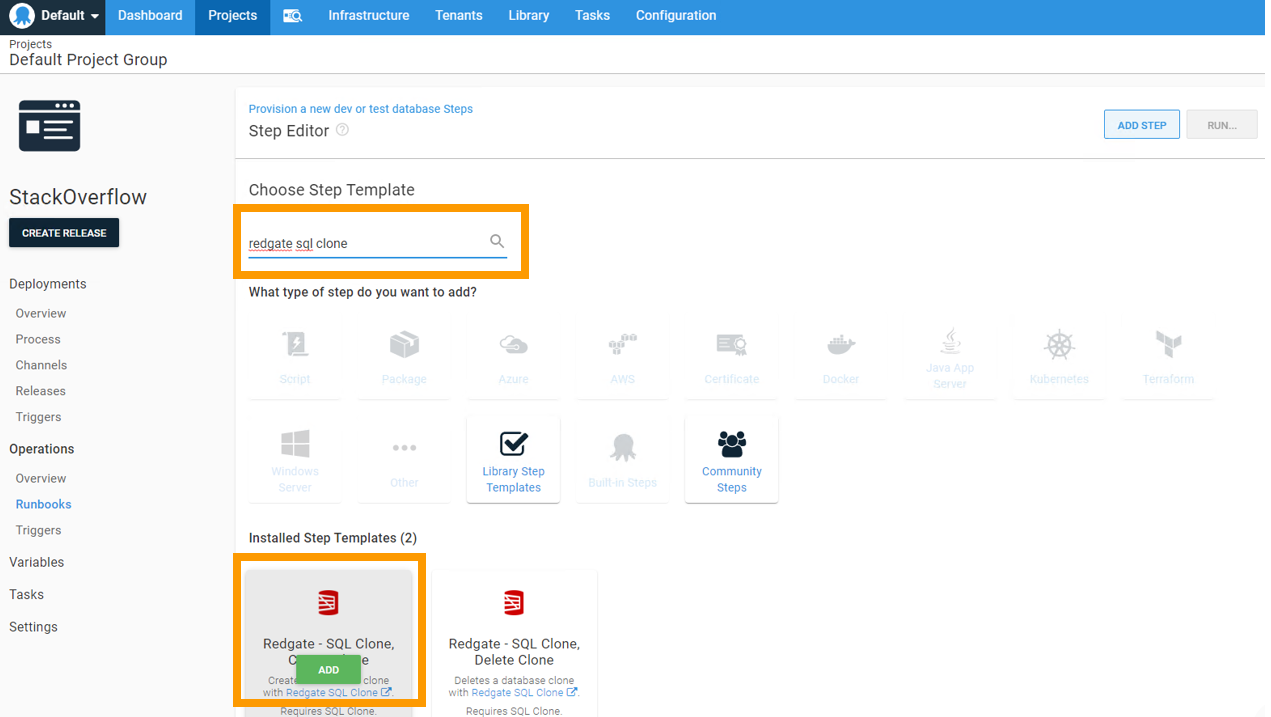 Default
Dashboard
Projects
Infrastructure
Tenants
Library
Tasks
Configuration
Projects
Default Project Group
StackOverflow
CREATE RELEASE
Deployments
Overview
Process
Channels
Releases
Triggers
Operations
Overview
Runbooks
Triggers
Variables
Tasks
Settings
Provision a new dev or test database Steps
Step Editor
ADD STEP
RUN...
Choose Step Template
redgate sql clone
What type of step do you want to add?
Script
Package
Azure
AWS
Certificate
Docker
Java App
Server
Kubernetes
Terraform
Windows
Server
Other
Library Step
Templates
Built-in Steps
Community
Steps
Installed Step Templates (2)
Redgate - SQL Clone,
ADD
clone
with Redgate SQL Clone.
Requires SQL Clone.
Redgate - SQL Clone,
Delete Clone
Deletes a database clone
with Redgate SQL Clone.
Requires SQL Clone.